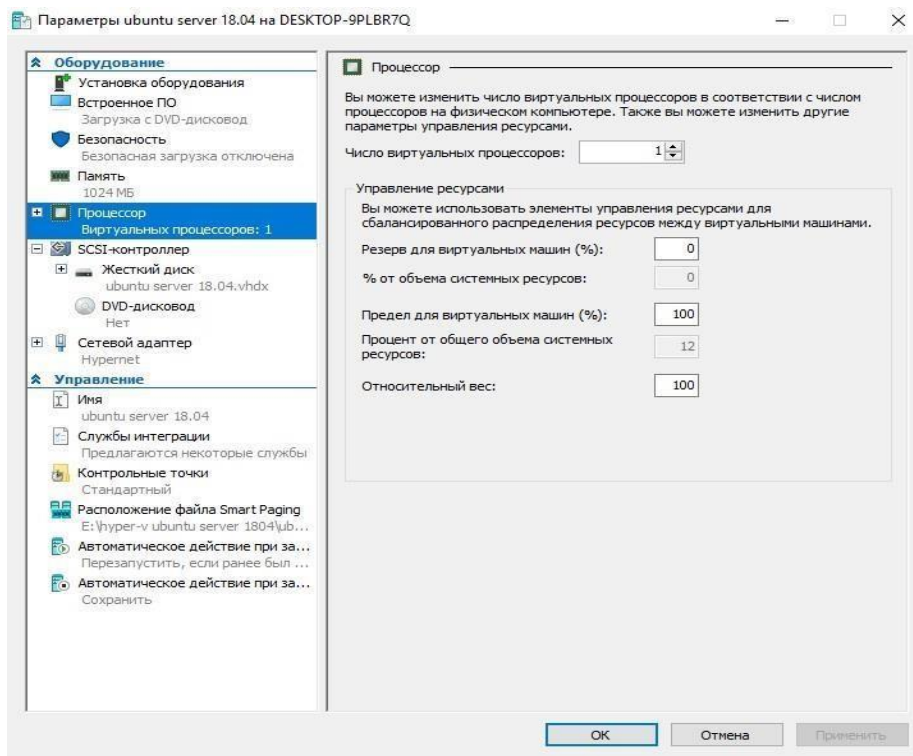 Параметры ubuntu server 18.04 на DESKTOP-9PLBR7Q
Оборудование
Установка оборудования
Встроенное ПО
Загрузка с DVD-дисковод
Безопасность
Безопасная загрузка отключена
Память
1024 МБ
Процессор
Виртуальных процессоров: 1
SCSI-контроллер
Жесткий диск
ubuntu server 18.04.vhdx
DVD-дисковод
Нет
Сетевой адаптер
Hypernet
Управление
Имя
ubuntu server 18.04
Службы интеграции
Предлагаются некоторые службы
Контрольные точки
Стандартный
Расположение файла Smart Paging
E:\hyper-v ubuntu server 1804\ub...
Автоматическое действие при за...
Перезапустить, если ранее был ...
Автоматическое действие при за...
Сохранить
Процессор
Вы можете изменить число виртуальных процессоров в соответствии с числом
процессоров на физическом компьютере. Также вы можете изменить другие
параметры управления ресурсами.
Число виртуальных процессоров: 1
Управление ресурсами
Вы можете использовать элементы управления ресурсами для
сбалансированного распределения ресурсов между виртуальными машинами.
Резерв для виртуальных машин (%): 0
% от объема системных ресурсов: 0
Предел для виртуальных машин (%): 100
Процент от общего объема системных
ресурсов: 12
Относительный вес: 100
ОК Отмена Применить